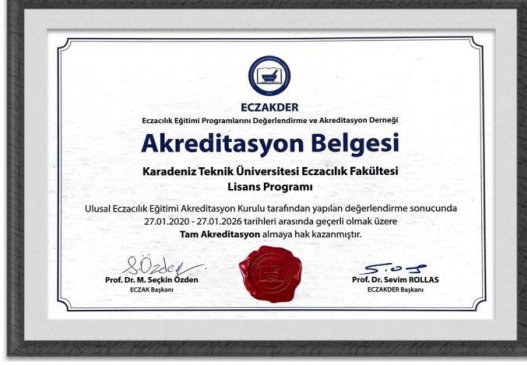 ECZAKDER
Eczacılık Eğitimi Programlarını Değerlendirme ve Akreditasyon Derneği
Akreditasyon Belgesi
Karadeniz Teknik Üniversitesi Eczacılık Fakültesi
Lisans Programı
Ulusal Eczacılık Eğitimi Akreditasyon Kurulu tarafından yapılan değerlendirme sonucunda
27.01.2020 - 27.01.2026 tarihleri arasında geçerli olmak üzere
Tam Akreditasyon almaya hak kazanmıştır.
S.Özden
Prof. Dr. M. Seçkin Özden
ECZAK Başkanı
Prof. Dr. Sevim ROLLAS
ECZAKDER Başkanı